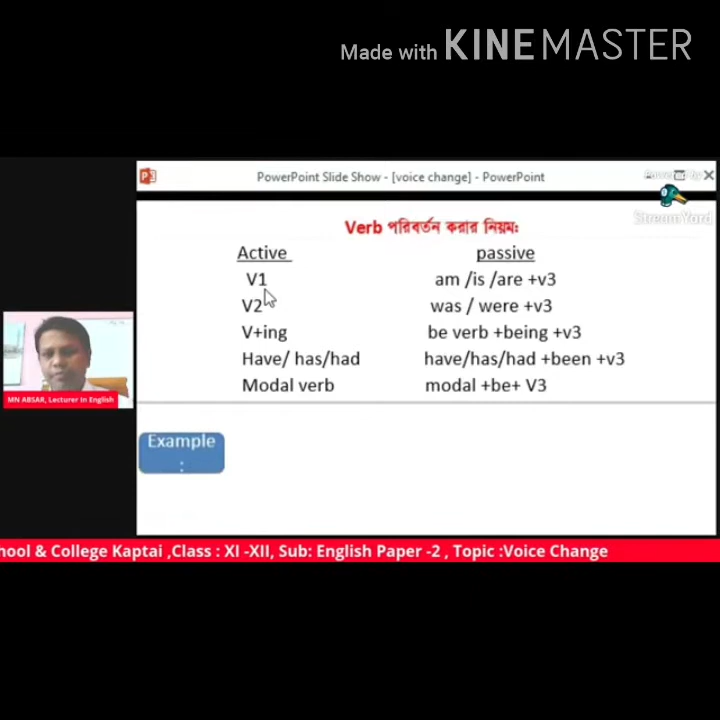 Made with KINEMASTER
PowerPoint Slide Show - [voice change] - PowerPoint
StreamYard
Verb পরিবর্তন করার নিয়মঃ
Active passive
V1 am /is /are +v3
V2 was / were +v3
V+ing be verb +being +v3
Have/ has/had have/has/had +been +v3
Modal verb modal +be+ V3
MN ABSAR, Lecturer In English
Example
:
hool & College Kaptai ,Class : XI -XII, Sub: English Paper -2 , Topic :Voice Change